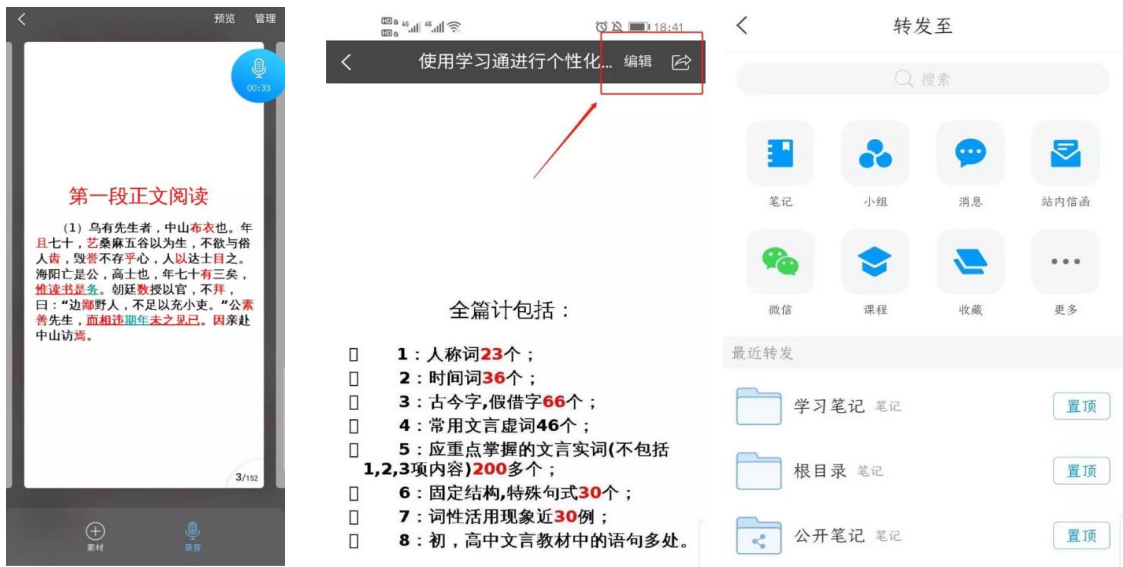 预览 管理
00:33
第一段正文阅读
(1）乌有先生者，中山布衣也。年
且七十，艺桑麻五谷以为生，不欲与俗
人齿，毁誉不存乎心，人以达士目之。
海阳亡是公，高士也，年七十有三矣，
惟读书是务。朝廷数授以官，不拜，
曰：“边鄙野人，不足以充小吏。”公素
善先生，而相违期年未之见已。因亲赴
中山访焉。
3/152
素材 录音
18:41
使用学习通进行个性化... 编辑
全篇计包括：
1：人称词23个；
2：时间词36个；
3：古今字,假借字66个；
4：常用文言虚词46个；
5：应重点掌握的文言实词(不包括
1,2,3项内容)200多个；
6：固定结构,特殊句式30个；
7：词性活用现象近30例；
8：初，高中文言教材中的语句多处。
转发至
搜索
笔记 小组 消息 站内信函
微信 课程 收藏 更多
最近转发
学习笔记 笔记 置顶
根目录 笔记 置顶
公开笔记 笔记 置顶